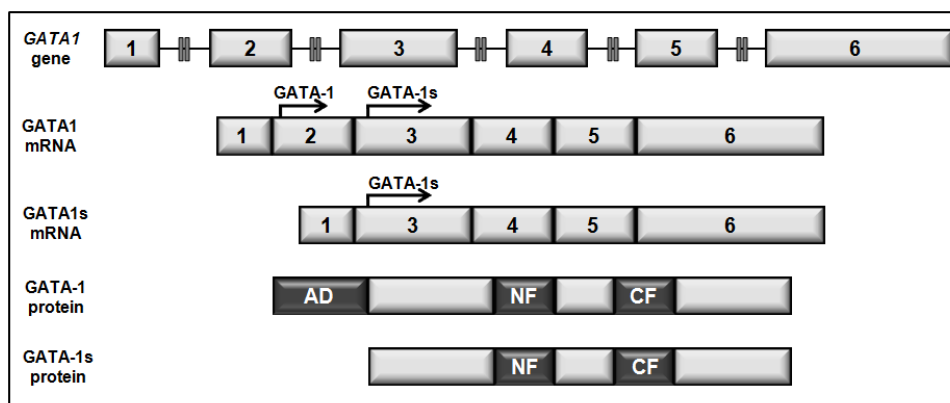 GATA1
gene
1 2 3 4 5 6
GATA-1 GATA-1s
GATA1
mRNA
1 2 3 4 5 6
GATA-1s
GATA1s
mRNA
1 3 4 5 6
GATA-1
protein
AD NF CF
GATA-1s
protein
NF CF